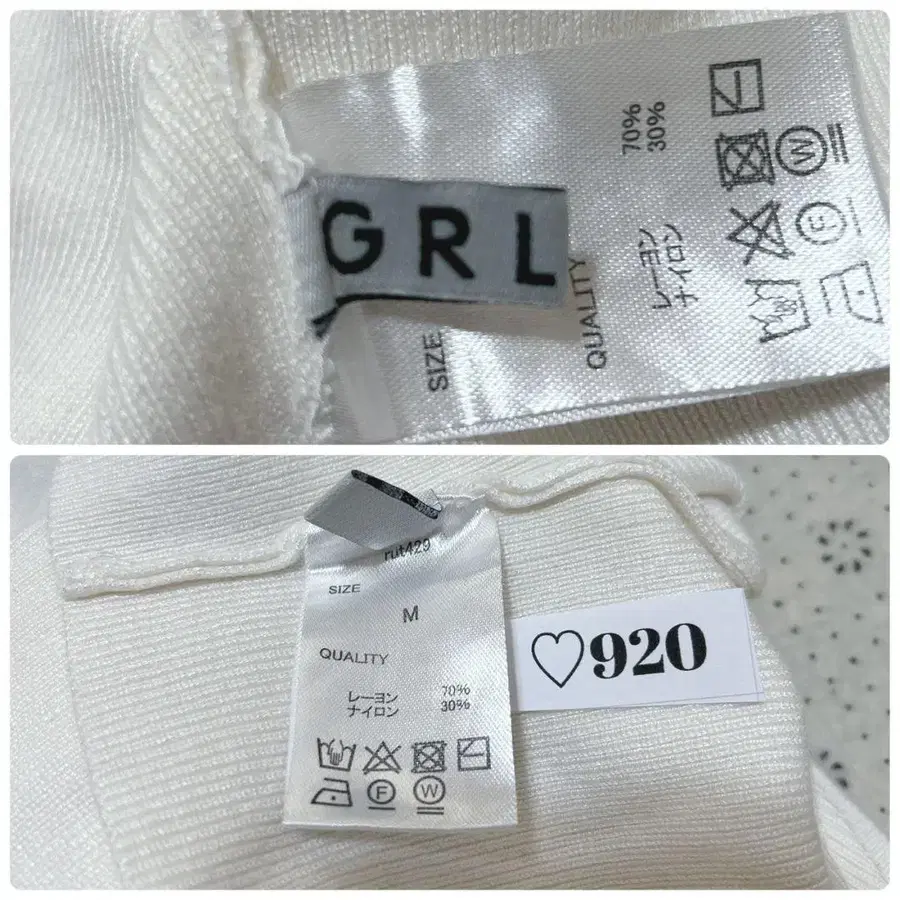 GRL
SIZE
QUALITY
レーヨン 70%
ナイロン 30%
W
F
rut429
SIZE
M
QUALITY
レーヨン 70%
ナイロン 30%
F W
♡920